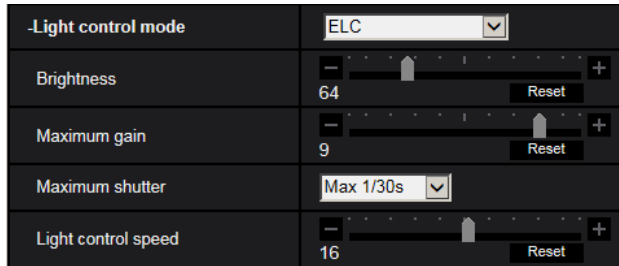 -Light control mode ELC
Brightness
64 Reset
Maximum gain
9 Reset
Maximum shutter Max 1/30s
Light control speed
16 Reset